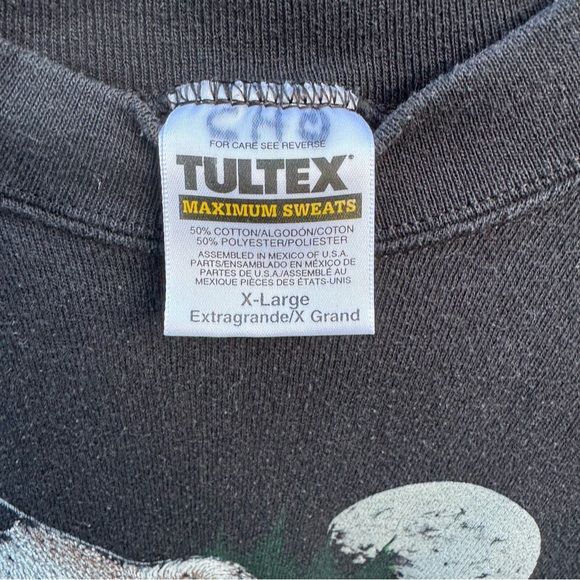 CHO
FOR CARE SEE REVERSE
TULTEX®
MAXIMUM SWEATS
50% COTTON/ALGODÓN/COTON
50% POLYESTER/POLIESTER
ASSEMBLED IN MEXICO OF U.S.A.
PARTS/ENSAMBLADO EN MÉXICO DE
PARTES DE U.S.A./ASSEMBLÉ AU
MEXIQUE PIÈCES DES ÉTATS-UNIS
X-Large
Extragrande/X Grand